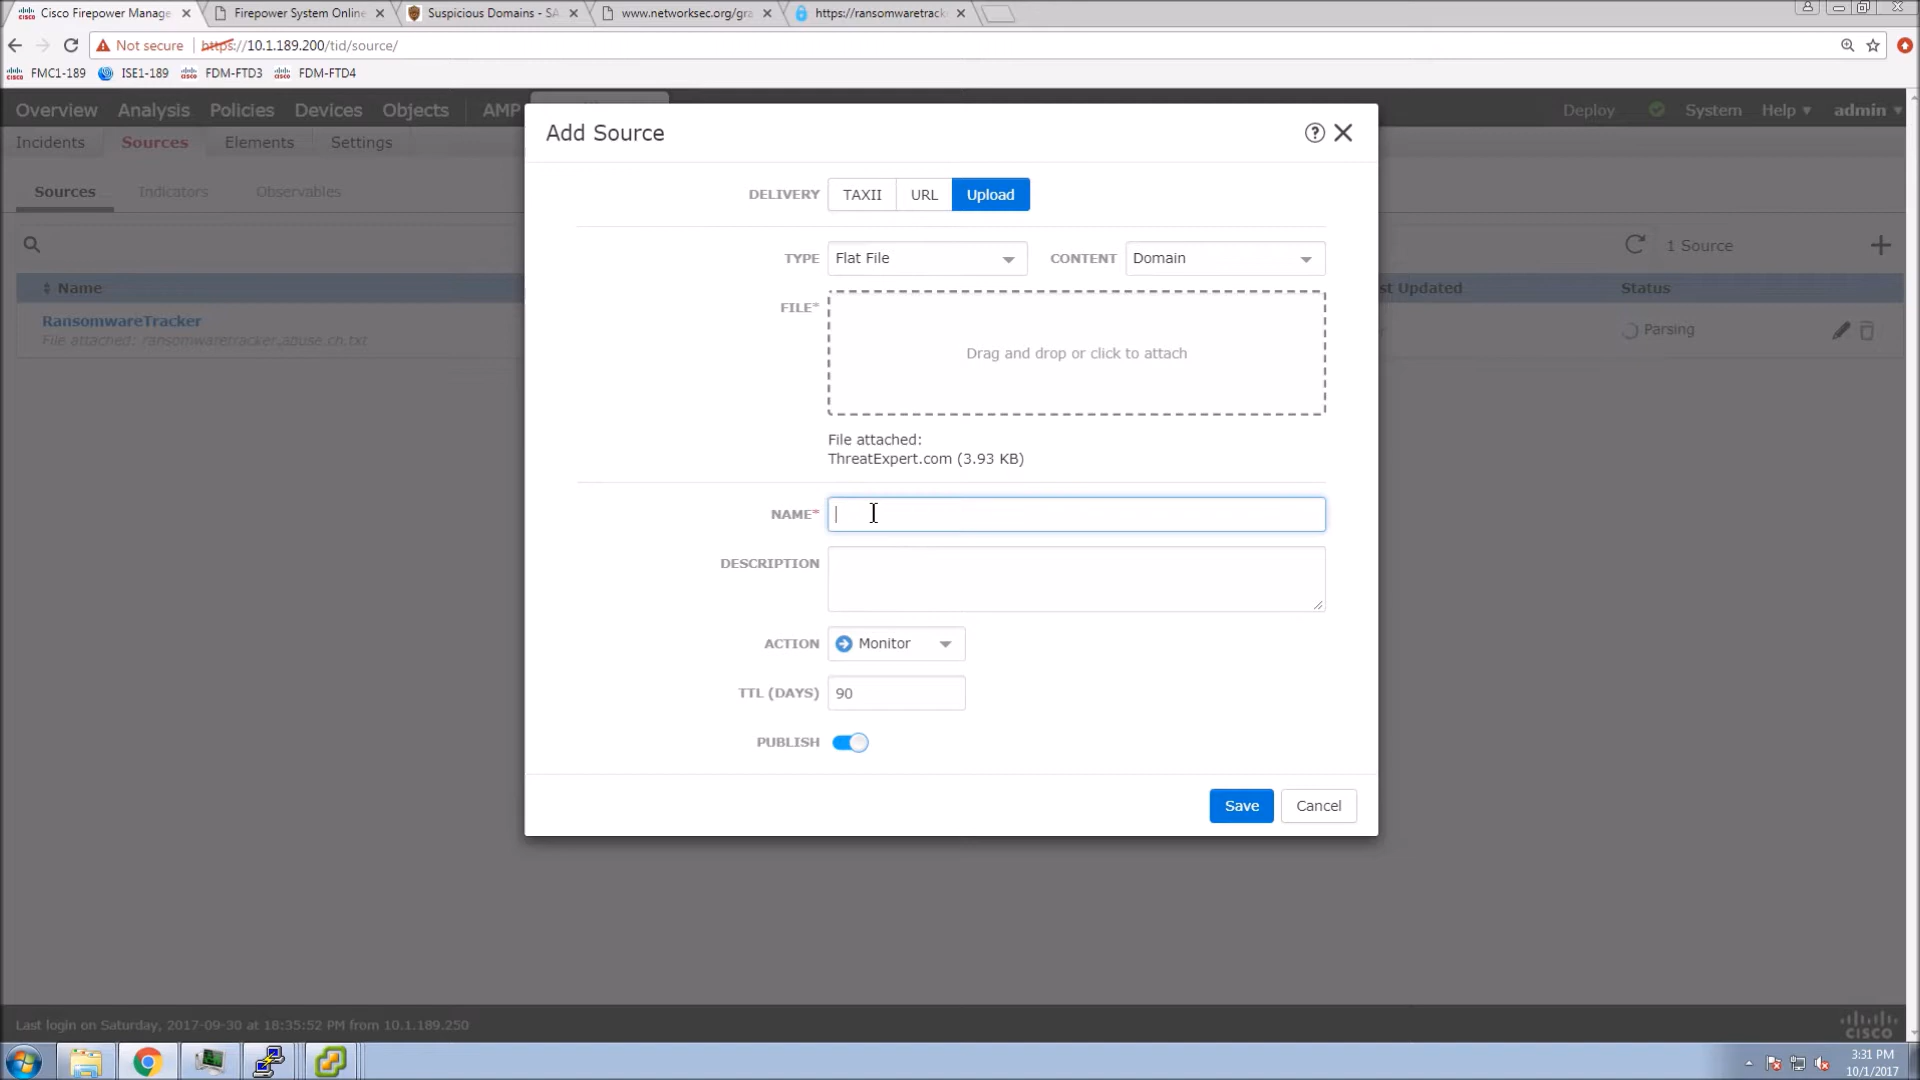 Cisco Firepower Manage
Firepower System Online
Suspicious Domains - SA
www.networksec.org/gra
https://ransomwaretrack
Not secure
https://10.1.189.200/tid/source/
FMC1-189
ISE1-189
FDM-FTD3
FDM-FTD4
Overview Analysis Policies Devices Objects AMP
Deploy System Help admin
Incidents Sources Elements Settings
Sources Indicators Observables
1 Source
Name
st Updated
Status
RansomwareTracker
File attached: ransomwaretracker.abuse.ch.txt
Parsing
Add Source
DELIVERY TAXII URL Upload
TYPE Flat File CONTENT Domain
FILE*
Drag and drop or click to attach
File attached:
ThreatExpert.com (3.93 KB)
NAME*
DESCRIPTION
ACTION Monitor
TTL (DAYS) 90
PUBLISH
Save Cancel
Last login on Saturday, 2017-09-30 at 18:35:52 PM from 10.1.189.250
cisco
3:31 PM
10/1/2017